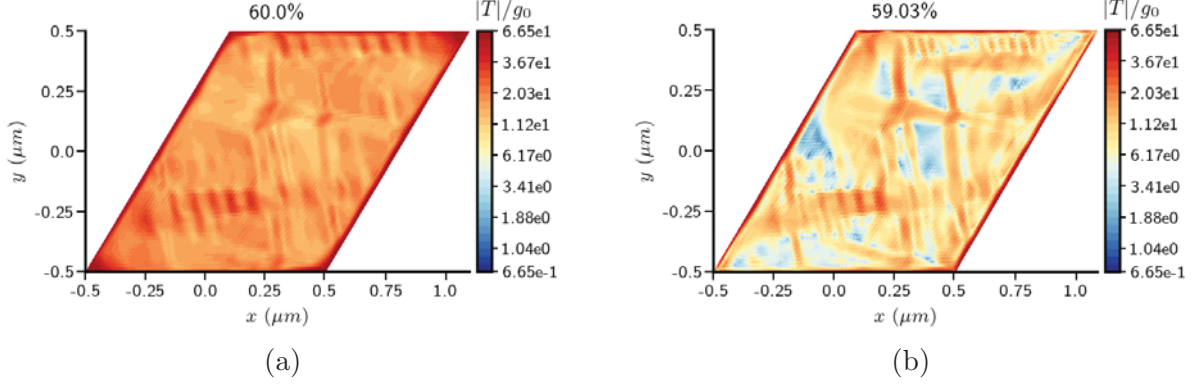 60.0%
|T|/g₀
0.5
0.25
0.0
-0.25
-0.5
y (μm)
-0.5 -0.25 0.0 0.25 0.5 0.75 1.0
x (μm)
6.65e1
3.67e1
2.03e1
1.12e1
6.17e0
3.41e0
1.88e0
1.04e0
6.65e-1
(a)
59.03%
|T|/g₀
0.5
0.25
0.0
-0.25
-0.5
y (μm)
-0.5 -0.25 0.0 0.25 0.5 0.75 1.0
x (μm)
6.65e1
3.67e1
2.03e1
1.12e1
6.17e0
3.41e0
1.88e0
1.04e0
6.65e-1
(b)